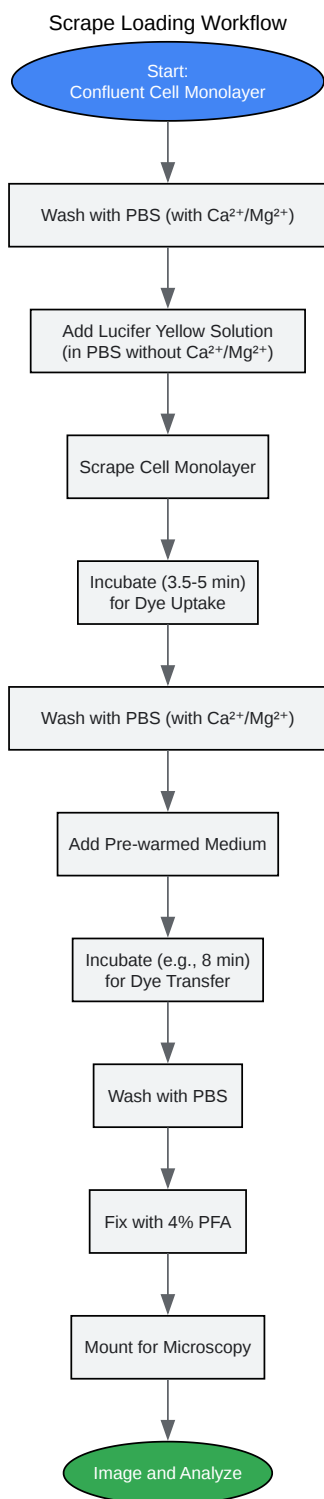 Scrape Loading Workflow
Start:
Confluent Cell Monolayer
Wash with PBS (with Ca²⁺/Mg²⁺)
Add Lucifer Yellow Solution
(in PBS without Ca²⁺/Mg²⁺)
Scrape Cell Monolayer
Incubate (3.5-5 min)
for Dye Uptake
Wash with PBS (with Ca²⁺/Mg²⁺)
Add Pre-warmed Medium
Incubate (e.g., 8 min)
for Dye Transfer
Wash with PBS
Fix with 4% PFA
Mount for Microscopy
Image and Analyze